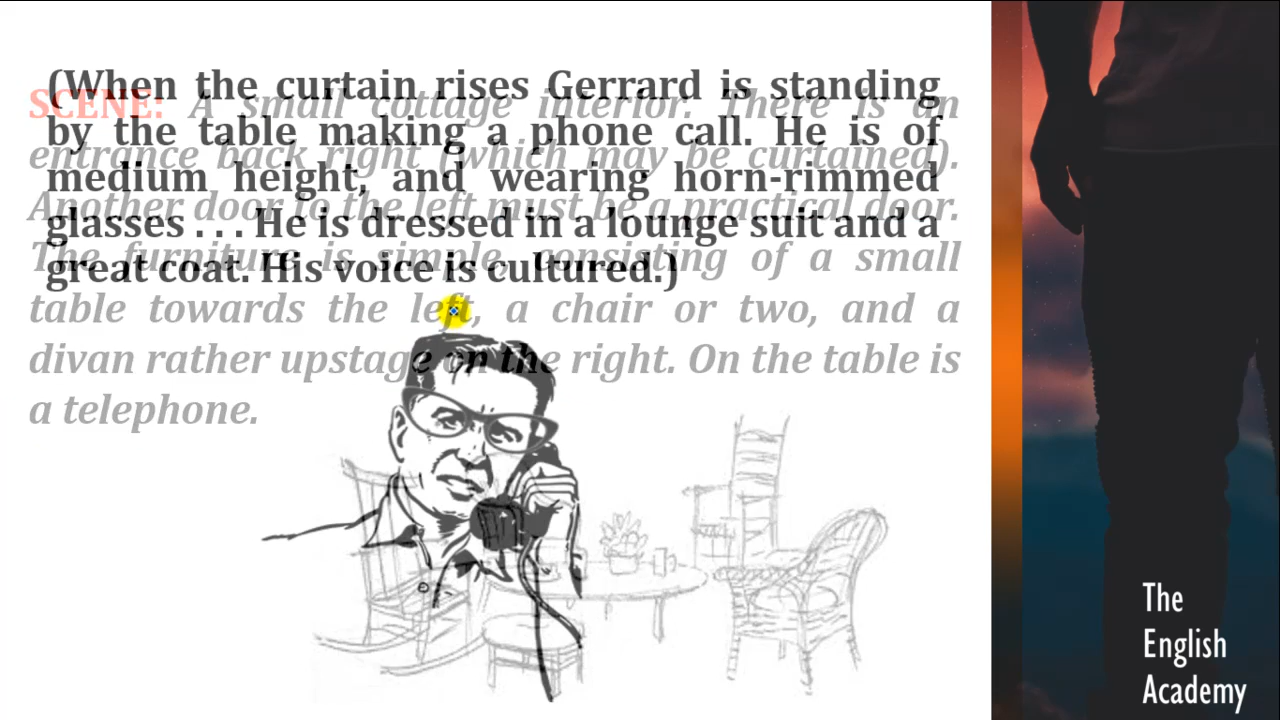 (When the curtain rises Gerrard is standing
by the table making a phone call. He is of
medium height, and wearing horn-rimmed
glasses . . . He is dressed in a lounge suit and a
great coat. His voice is cultured.)
SCENE: A small cottage interior. There is an
entrance back right (which may be curtained).
Another door to the left must be a practical door.
The furniture is simple, consisting of a small
table towards the left, a chair or two, and a
divan rather upstage on the right. On the table is
a telephone.
The
English
Academy